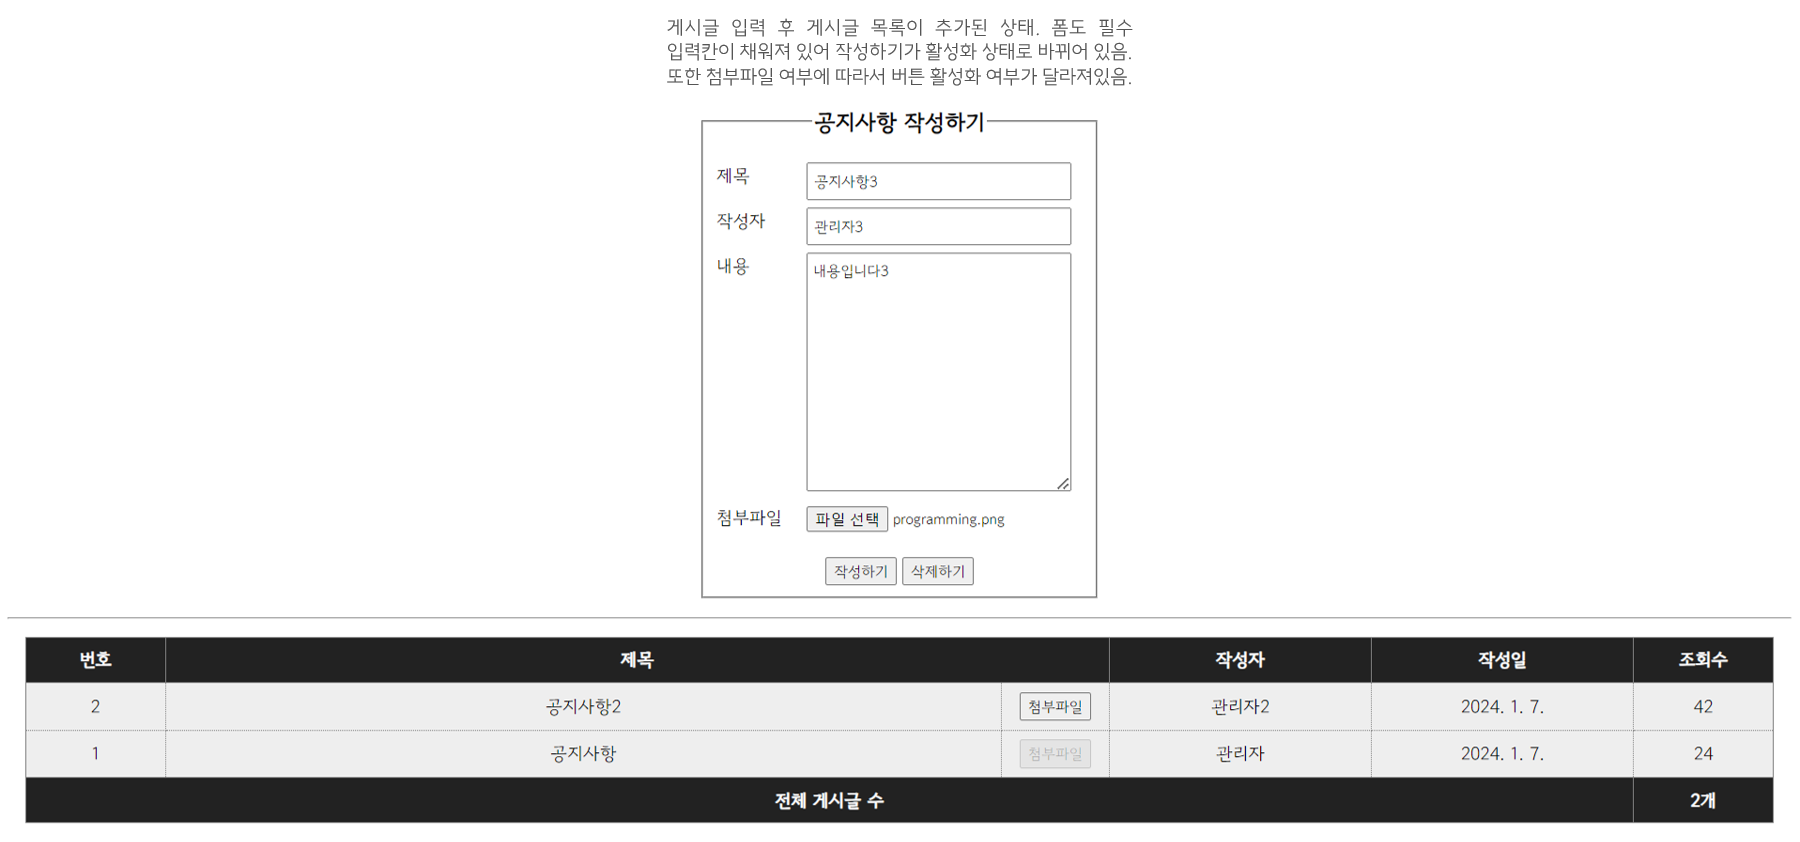 게시글 입력 후 게시글 목록이 추가된 상태. 폼도 필수
입력칸이 채워져 있어 작성하기가 활성화 상태로 바뀌어 있음.
또한 첨부파일 여부에 따라서 버튼 활성화 여부가 달라져있음.
공지사항 작성하기
제목 공지사항3
작성자 관리자3
내용 내용입니다3
첨부파일 파일 선택 programming.png
작성하기 삭제하기
번호 제목 작성자 작성일 조회수
2 공지사항2 첨부파일 관리자2 2024. 1. 7. 42
1 공지사항 첨부파일 관리자 2024. 1. 7. 24
전체 게시글 수 2개